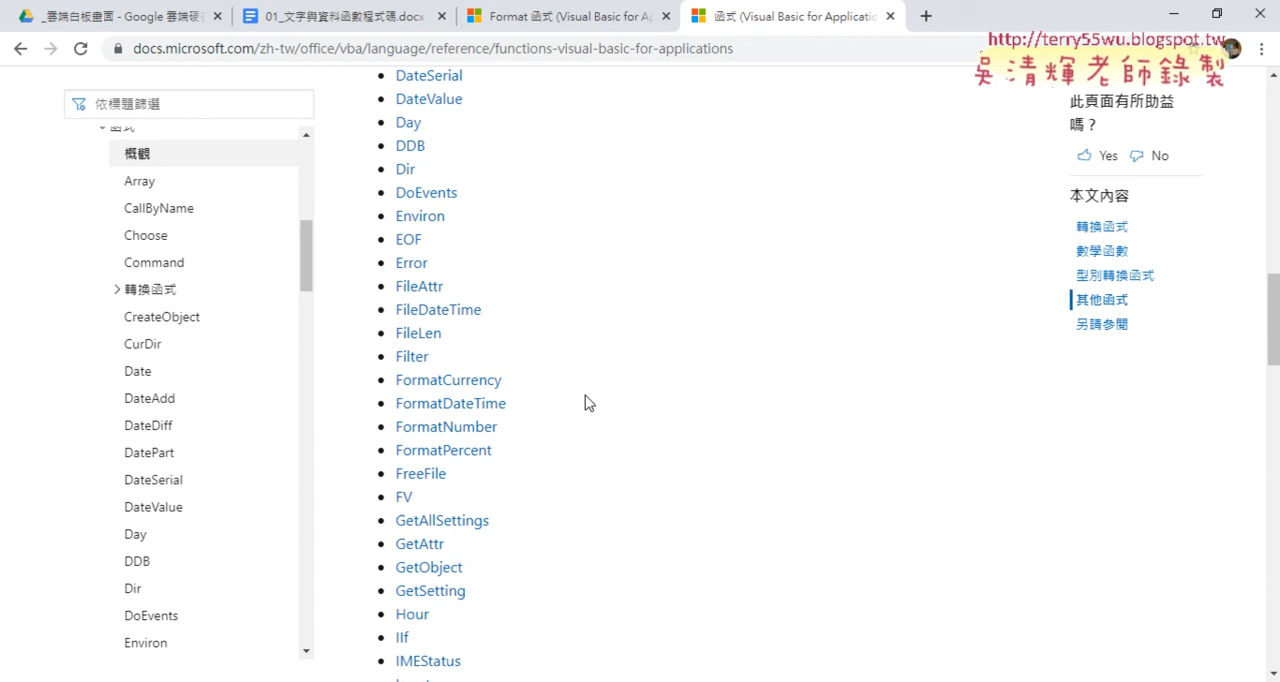 _雲端白板畫面 - Google 雲端硬
01_文字與資料函數程式碼.docx
Format 函式 (Visual Basic for Ap
函式 (Visual Basic for Applicatio
docs.microsoft.com/zh-tw/office/vba/language/reference/functions-visual-basic-for-applications
http://terry55wu.blogspot.tw
吳清輝老師錄製
依標題篩選
函式
概觀
Array
CallByName
Choose
Command
轉換函式
CreateObject
CurDir
Date
DateAdd
DateDiff
DatePart
DateSerial
DateValue
Day
DDB
Dir
DoEvents
Environ
DateSerial
DateValue
Day
DDB
Dir
DoEvents
Environ
EOF
Error
FileAttr
FileDateTime
FileLen
Filter
FormatCurrency
FormatDateTime
FormatNumber
FormatPercent
FreeFile
FV
GetAllSettings
GetAttr
GetObject
GetSetting
Hour
IIf
IMEStatus
此頁面有所助益
嗎？
Yes No
本文內容
轉換函式
數學函數
型別轉換函式
其他函式
另請參閱